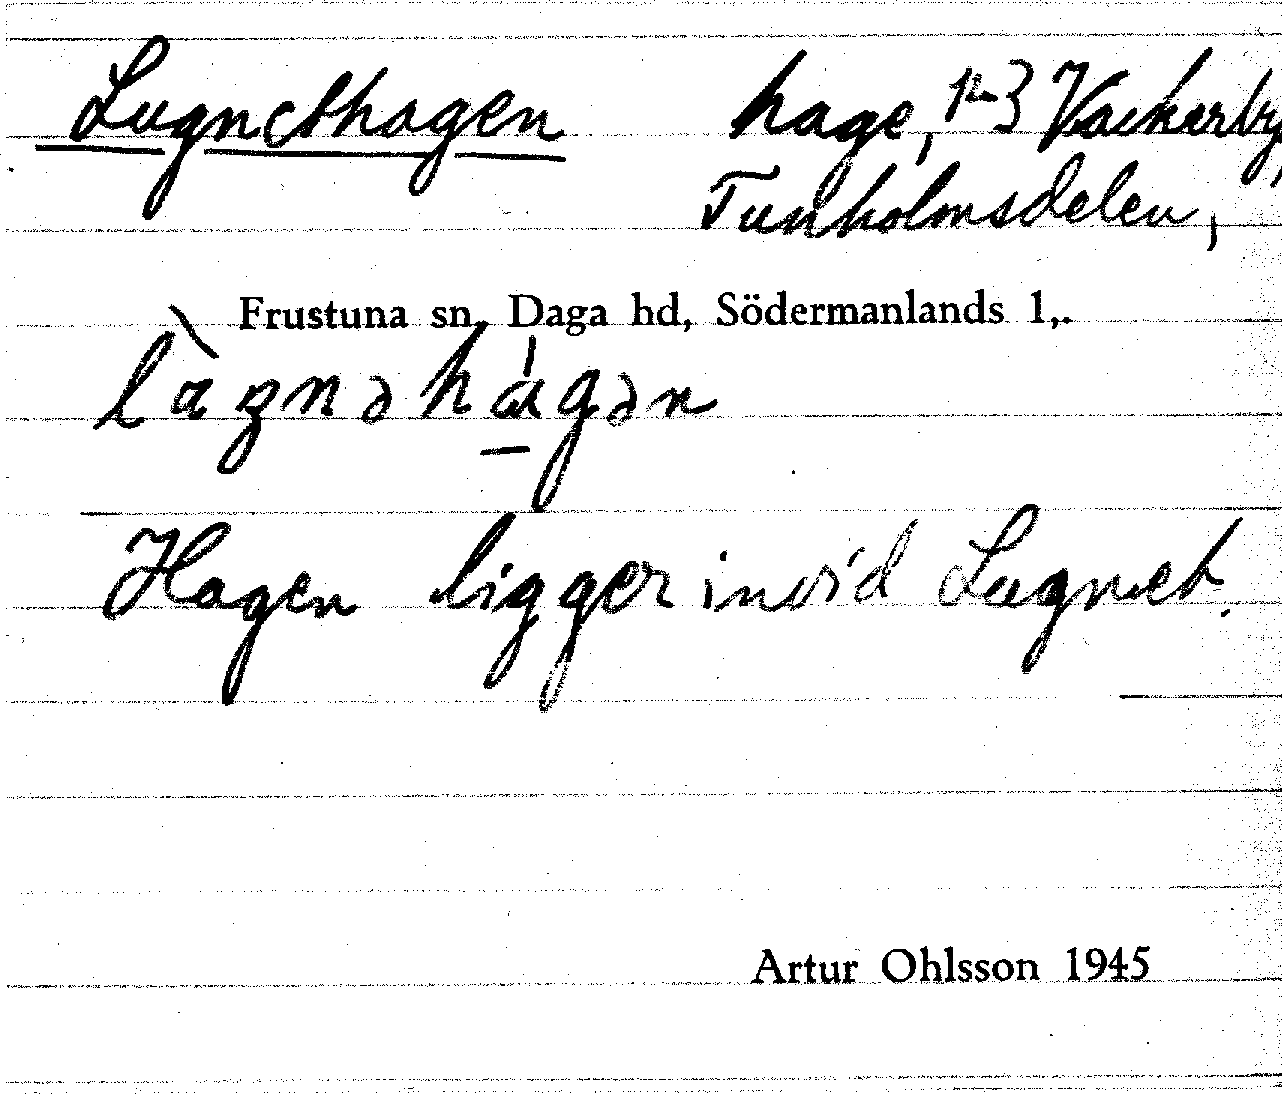 Lugnethagen hage, 1-3 Vackerby,
Tunholmsdelen,
Frustuna sn, Daga hd, Södermanlands l,.
Hagen ligger invid Lugnet.
Artur Ohlsson 1945